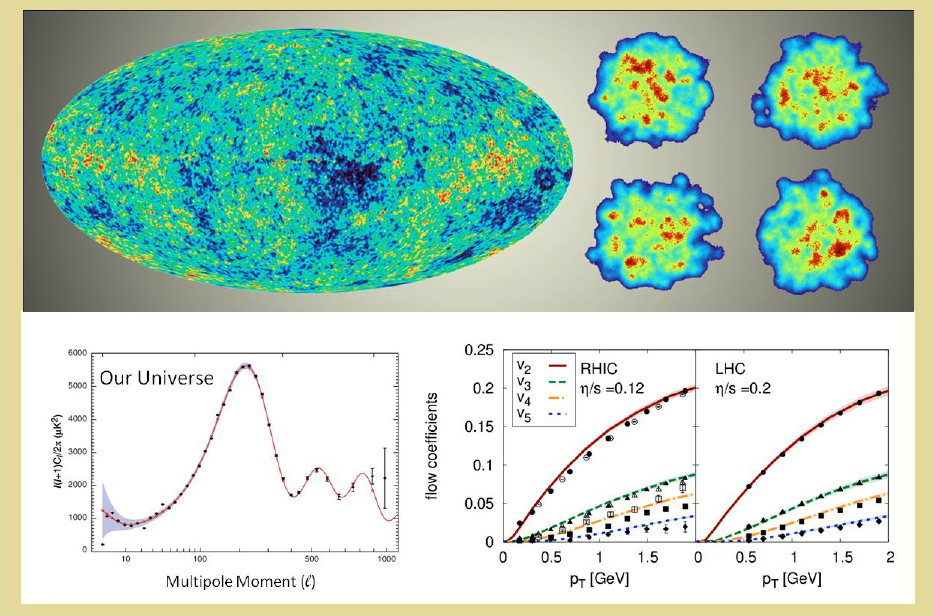 Our Universe
6000
5000
4000
3000
2000
1000
0
l(l+1)Cl/2π (μK²)
10
100
500
1000
Multipole Moment (ℓ)
0.25
0.2
0.15
0.1
0.05
0
flow coefficients
v₂
v₃
v₄
v₅
RHIC
η/s =0.12
LHC
η/s =0.2
0 0.5 1 1.5
0 0.5 1 1.5 2
pT [GeV]
pT [GeV]